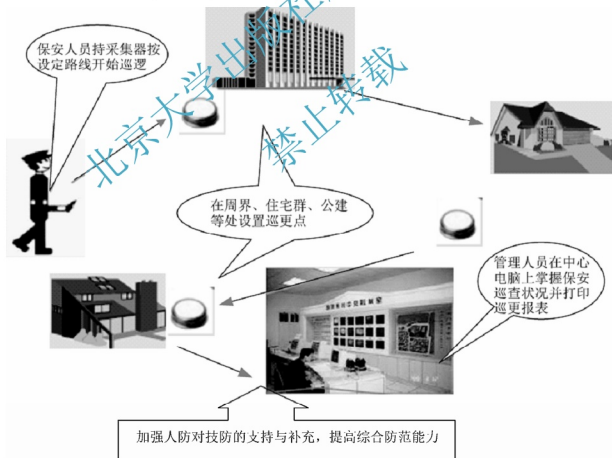 保安人员持采集器按
设定路线开始巡逻
北京大学出版社
禁止转载
在周界、住宅群、公建
等处设置巡更点
管理人员在中心
电脑上掌握保安
巡查状况并打印
巡更报表
加强人防对技防的支持与补充，提高综合防范能力